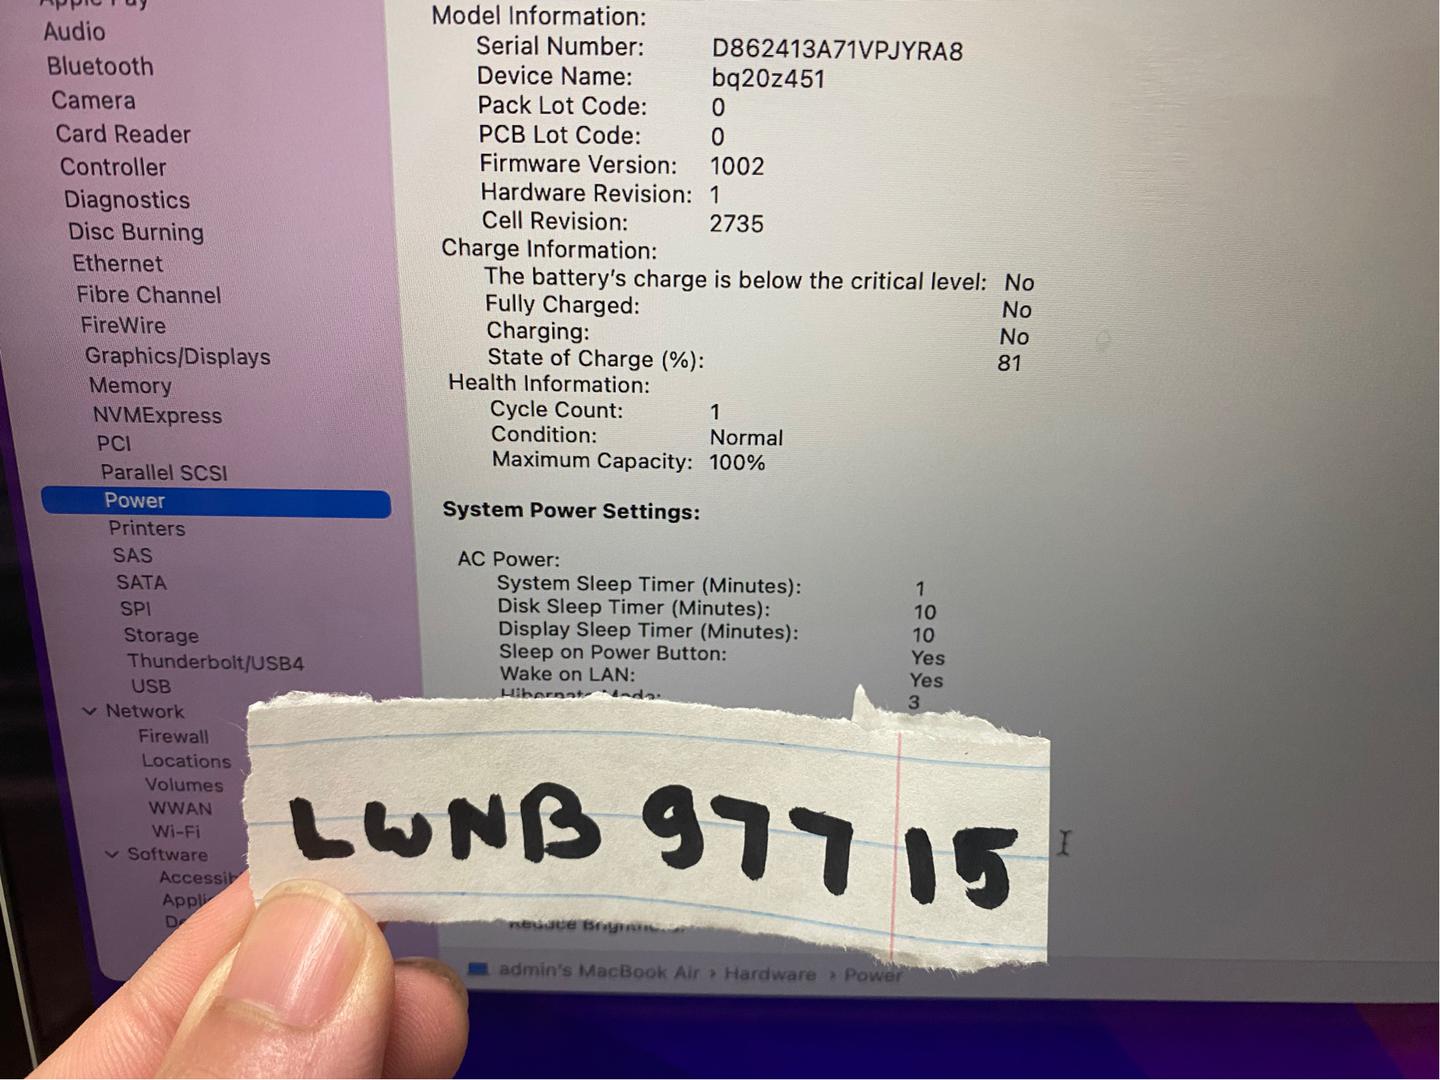 Audio
Bluetooth
Camera
Card Reader
Controller
Diagnostics
Disc Burning
Ethernet
Fibre Channel
FireWire
Graphics/Displays
Memory
NVMExpress
PCI
Parallel SCSI
Power
Printers
SAS
SATA
SPI
Storage
Thunderbolt/USB4
USB
Network
Firewall
Locations
Volumes
WWAN
Wi-Fi
Software
Model Information:
Serial Number: D862413A71VPJYRA8
Device Name: bq20z451
Pack Lot Code: 0
PCB Lot Code: 0
Firmware Version: 1002
Hardware Revision: 1
Cell Revision: 2735
Charge Information:
The battery's charge is below the critical level: No
Fully Charged: No
Charging: No
State of Charge (%): 81
Health Information:
Cycle Count: 1
Condition: Normal
Maximum Capacity: 100%
System Power Settings:
AC Power:
System Sleep Timer (Minutes): 1
Disk Sleep Timer (Minutes): 10
Display Sleep Timer (Minutes): 10
Sleep on Power Button: Yes
Wake on LAN: Yes
3
LWNB 977 15
admin's MacBook Air › Hardware › Power